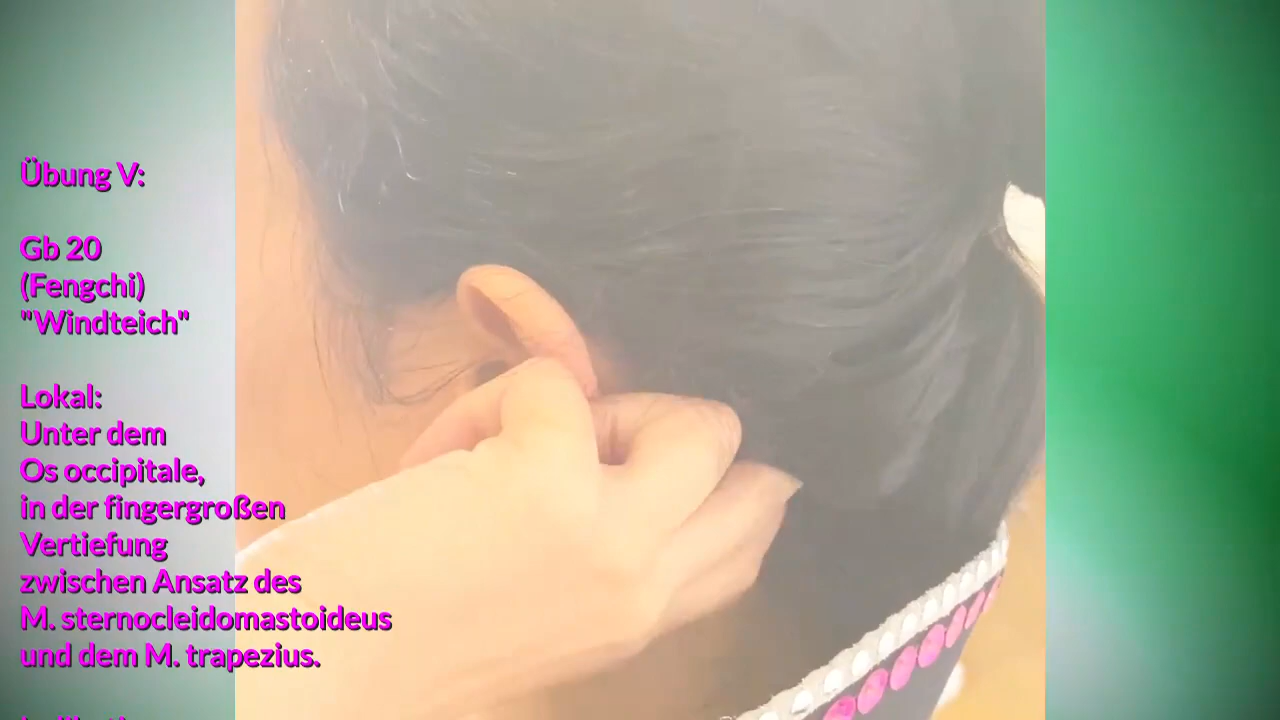 Übung V:
Gb 20
(Fengchi)
"Windteich"
Lokal:
Unter dem
Os occipitale,
in der fingergroßen
Vertiefung
zwischen Ansatz des
M. sternocleidomastoideus
und dem M. trapezius.